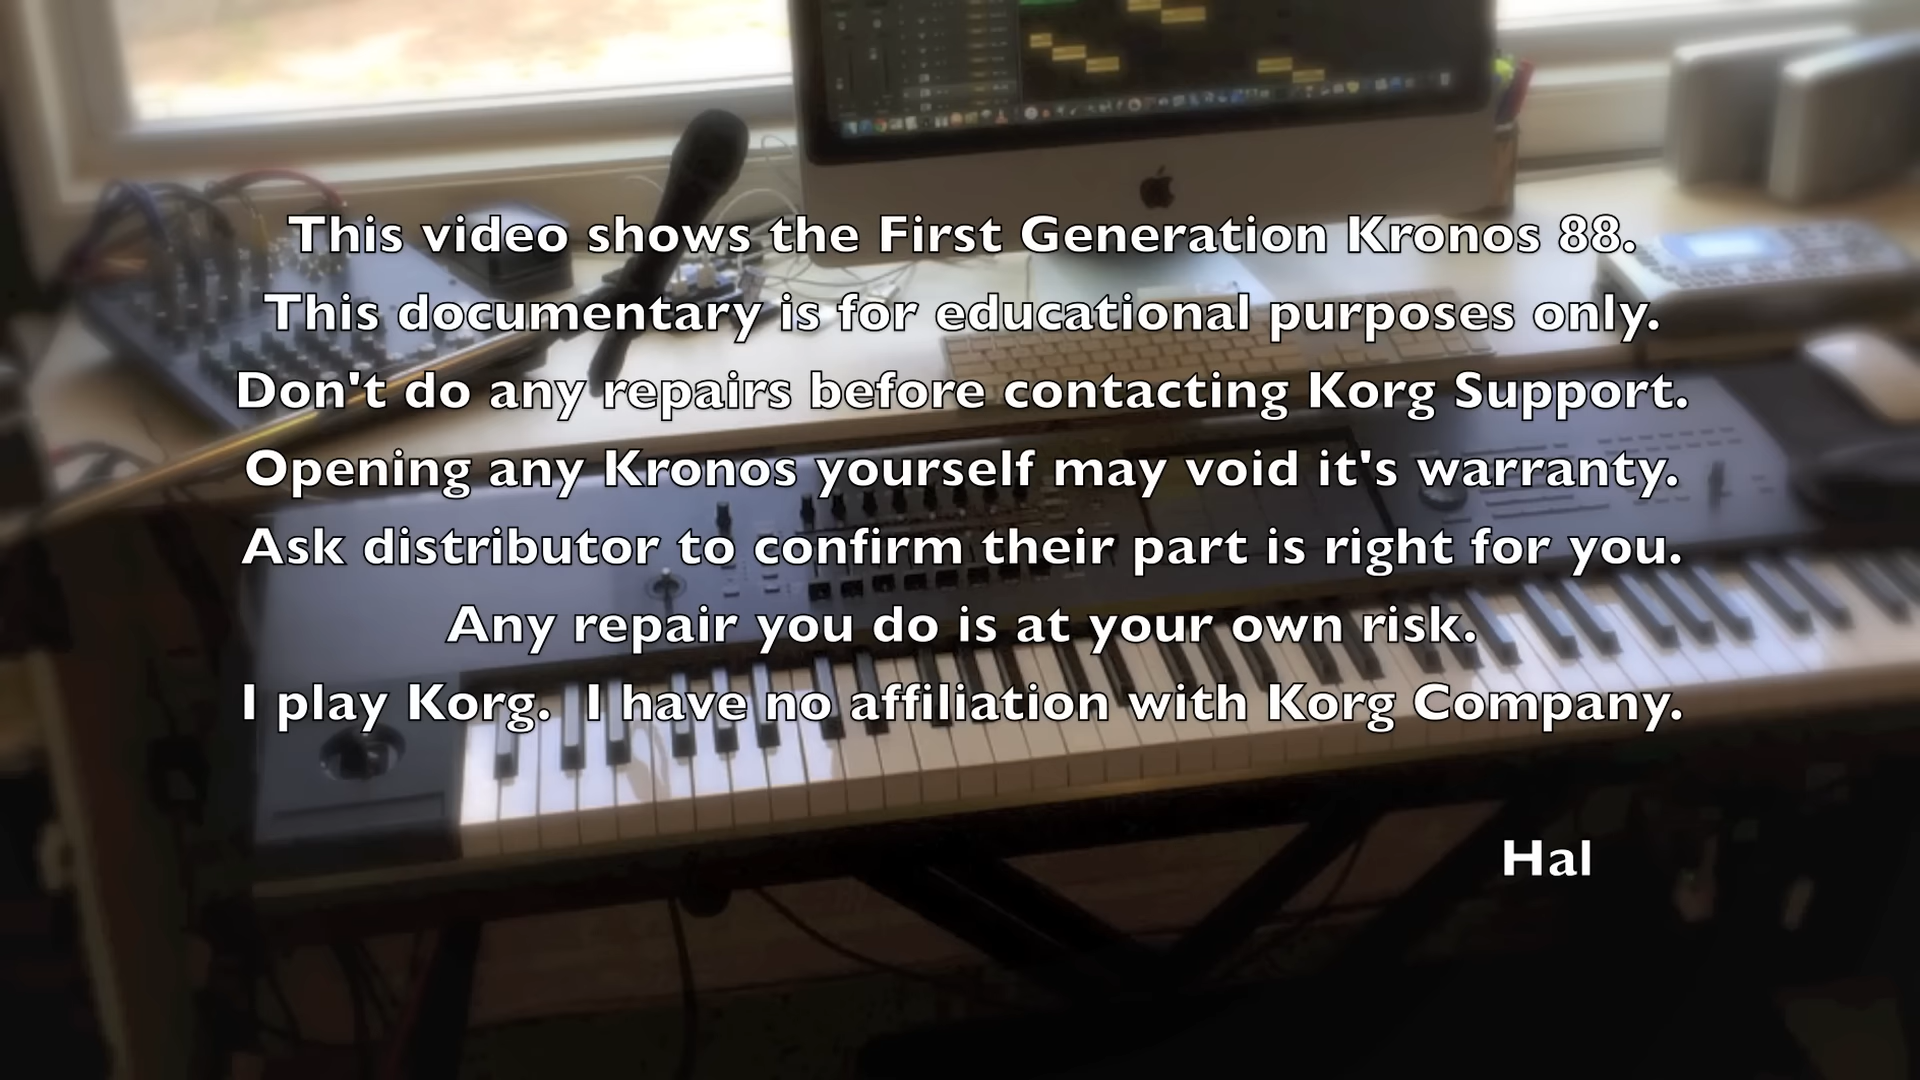 This video shows the First Generation Kronos 88.
This documentary is for educational purposes only.
Don't do any repairs before contacting Korg Support.
Opening any Kronos yourself may void it's warranty.
Ask distributor to confirm their part is right for you.
Any repair you do is at your own risk.
I play Korg.  I have no affiliation with Korg Company.
Hal